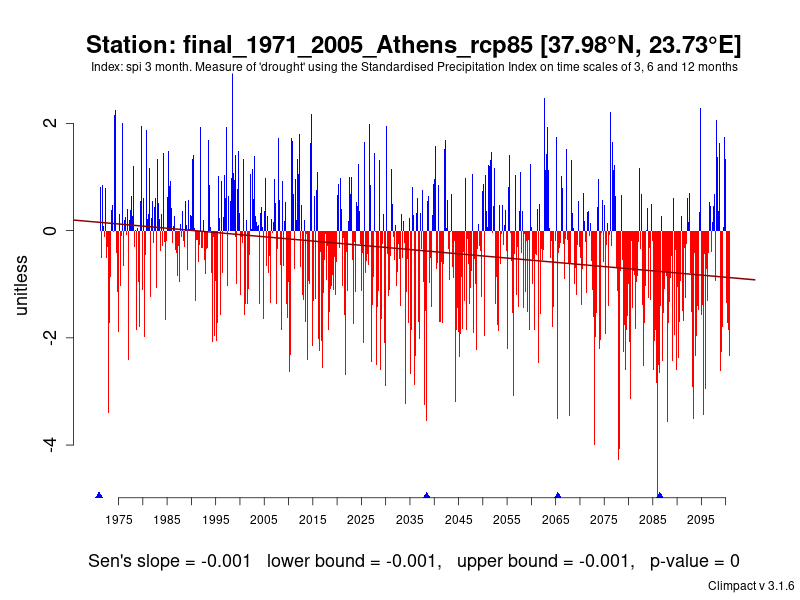 Station: final_1971_2005_Athens_rcp85 [37.98°N, 23.73°E]
Index: spi 3 month. Measure of 'drought' using the Standardised Precipitation Index on time scales of 3, 6 and 12 months
2
0
-2
-4
unitless
1975 1985 1995 2005 2015 2025 2035 2045 2055 2065 2075 2085 2095
Sen's slope = -0.001 lower bound = -0.001, upper bound = -0.001, p-value = 0
Climpact v 3.1.6